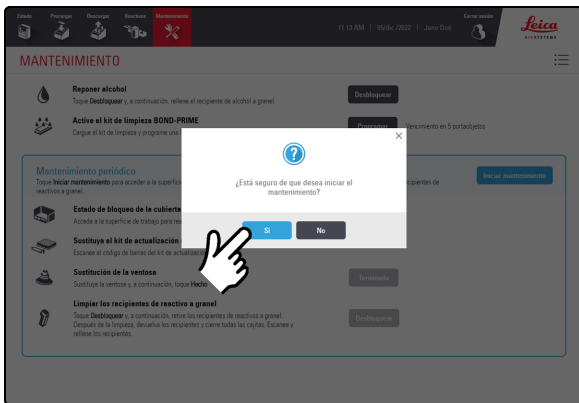 Estado
Precargar
Descargar
Reactivos
Mantenimiento
11:13 AM | 05/dic./2022 | Jane Doe
Cerrar sesión
Leica
BIOSYSTEMS
MANTENIMIENTO
Reponer alcohol
Toque Desbloquear y, a continuación, rellene el recipiente de alcohol a granel.
Desbloquear
Active el kit de limpieza BOND-PRIME
Cargue el kit de limpieza y programe una
Programar
Vencimiento en 5 portaobjetos
¿Está seguro de que desea iniciar el
mantenimiento?
Sí
No
Mantenimiento periódico
Toque Iniciar mantenimiento para acceder a la superficie
recipientes de
reactivos a granel.
Iniciar mantenimiento
Estado de bloqueo de la cubierta
Acceda a la superficie de trabajo para rea
Sustituya el kit de actualización
Escanee el código de barras del kit de actualización
Sustitución de la ventosa
Sustituya la ventosa y, a continuación, toque Hecho
Terminado
Limpiar los recipientes de reactivo a granel
Toque Desbloquear y, a continuación, retire los recipientes de reactivos a granel.
Después de la limpieza, devuelva los recipientes y cierre todas las cajitas. Escanee y
rellene los recipientes.
Desbloquear